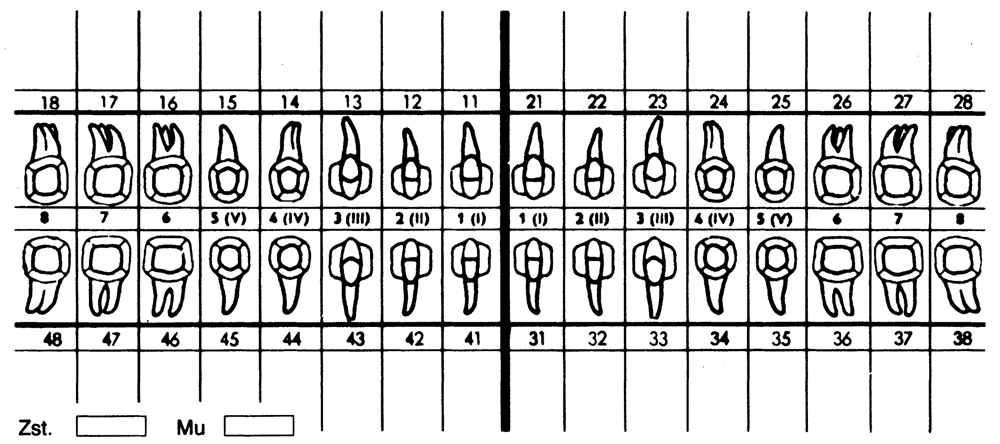 18 17 16 15 14 13 12 11 21 22 23 24 25 26 27 28
8 7 6 5 (V) 4 (IV) 3 (III) 2 (II) 1 (I) 1 (I) 2 (II) 3 (III) 4 (IV) 5 (V) 6 7 8
48 47 46 45 44 43 42 41 31 32 33 34 35 36 37 38
Zst. Mu